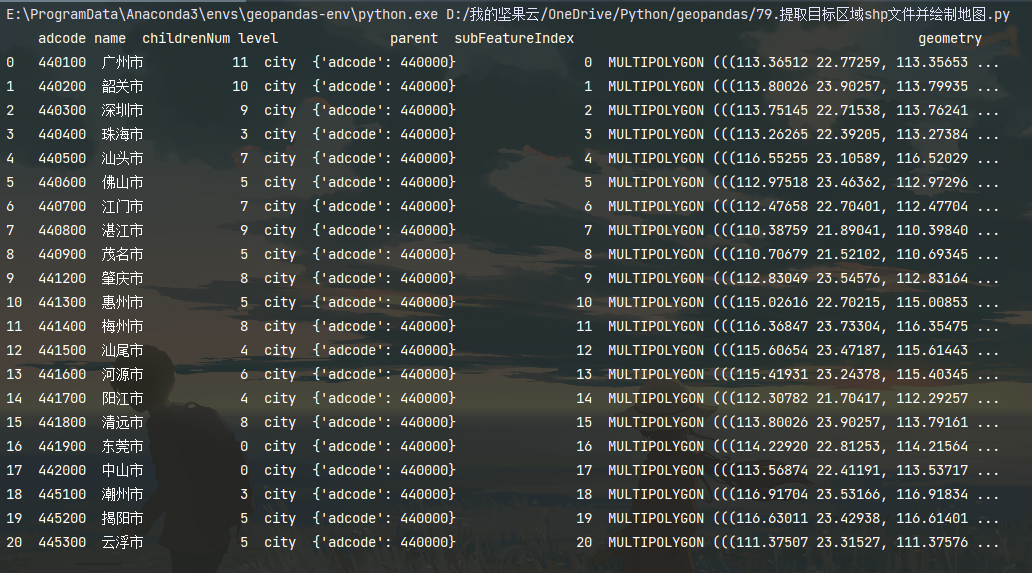 E:\ProgramData\Anaconda3\envs\geopandas-env\python.exe D:/我的坚果云/OneDrive/Python/geopandas/79.提取目标区域shp文件并绘制地图.py
adcode name childrenNum level parent subFeatureIndex geometry
0 440100 广州市 11 city {'adcode': 440000} 0 MULTIPOLYGON (((113.36512 22.77259, 113.35653 ...
1 440200 韶关市 10 city {'adcode': 440000} 1 MULTIPOLYGON (((113.80026 23.90257, 113.79935 ...
2 440300 深圳市 9 city {'adcode': 440000} 2 MULTIPOLYGON (((113.75145 22.71538, 113.76241 ...
3 440400 珠海市 3 city {'adcode': 440000} 3 MULTIPOLYGON (((113.26265 22.39205, 113.27384 ...
4 440500 汕头市 7 city {'adcode': 440000} 4 MULTIPOLYGON (((116.55255 23.10589, 116.52029 ...
5 440600 佛山市 5 city {'adcode': 440000} 5 MULTIPOLYGON (((112.97518 23.46362, 112.97296 ...
6 440700 江门市 7 city {'adcode': 440000} 6 MULTIPOLYGON (((112.47658 22.70401, 112.47704 ...
7 440800 湛江市 9 city {'adcode': 440000} 7 MULTIPOLYGON (((110.38759 21.89041, 110.39840 ...
8 440900 茂名市 5 city {'adcode': 440000} 8 MULTIPOLYGON (((110.70679 21.52102, 110.69345 ...
9 441200 肇庆市 8 city {'adcode': 440000} 9 MULTIPOLYGON (((112.83049 23.54576, 112.83164 ...
10 441300 惠州市 5 city {'adcode': 440000} 10 MULTIPOLYGON (((115.02616 22.70215, 115.00853 ...
11 441400 梅州市 8 city {'adcode': 440000} 11 MULTIPOLYGON (((116.36847 23.73304, 116.35475 ...
12 441500 汕尾市 4 city {'adcode': 440000} 12 MULTIPOLYGON (((115.60654 23.47187, 115.61443 ...
13 441600 河源市 6 city {'adcode': 440000} 13 MULTIPOLYGON (((115.41931 23.24378, 115.40345 ...
14 441700 阳江市 4 city {'adcode': 440000} 14 MULTIPOLYGON (((112.30782 21.70417, 112.29257 ...
15 441800 清远市 8 city {'adcode': 440000} 15 MULTIPOLYGON (((113.80026 23.90257, 113.79161 ...
16 441900 东莞市 0 city {'adcode': 440000} 16 MULTIPOLYGON (((114.22920 22.81253, 114.21564 ...
17 442000 中山市 0 city {'adcode': 440000} 17 MULTIPOLYGON (((113.56874 22.41191, 113.53717 ...
18 445100 潮州市 3 city {'adcode': 440000} 18 MULTIPOLYGON (((116.91704 23.53166, 116.91834 ...
19 445200 揭阳市 5 city {'adcode': 440000} 19 MULTIPOLYGON (((116.63011 23.42938, 116.61401 ...
20 445300 云浮市 5 city {'adcode': 440000} 20 MULTIPOLYGON (((111.37507 23.31527, 111.37576 ...